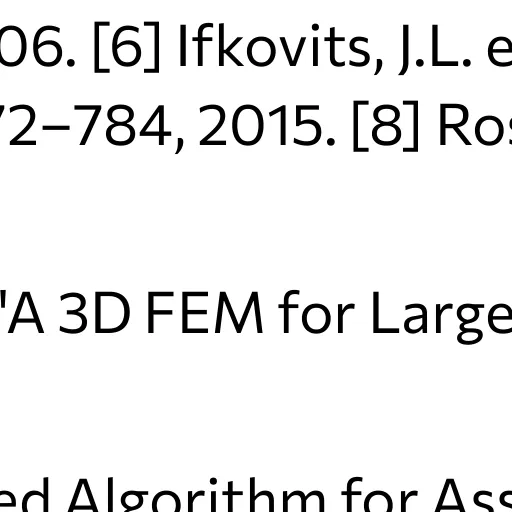 06. [6] Ifkovits, J.L. e
72–784, 2015. [8] Ros
"A 3D FEM for Large
ed Algorithm for Ass